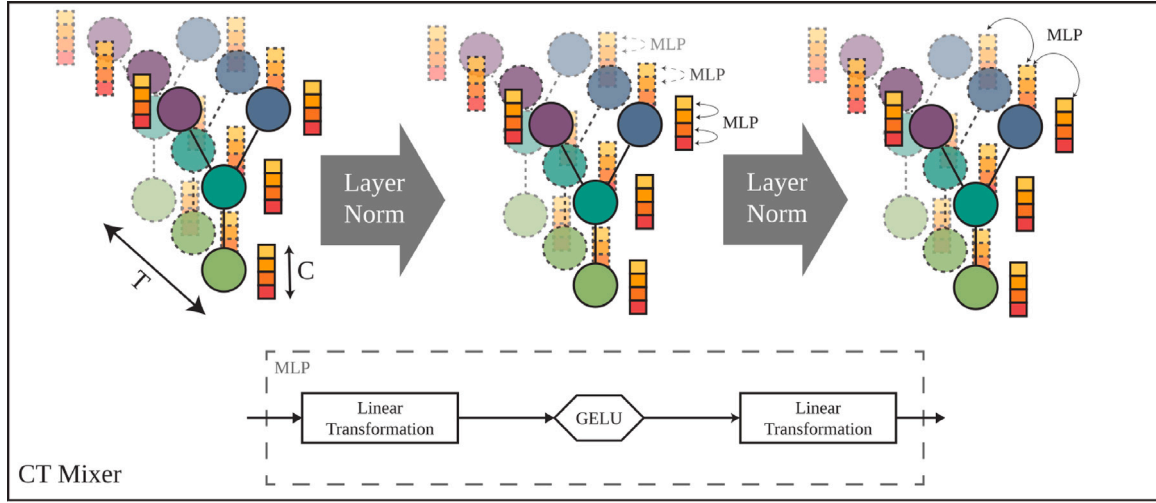 MLP
MLP
MLP
MLP
Layer
Norm
Layer
Norm
T
C
MLP
Linear
Transformation
GELU
Linear
Transformation
CT Mixer